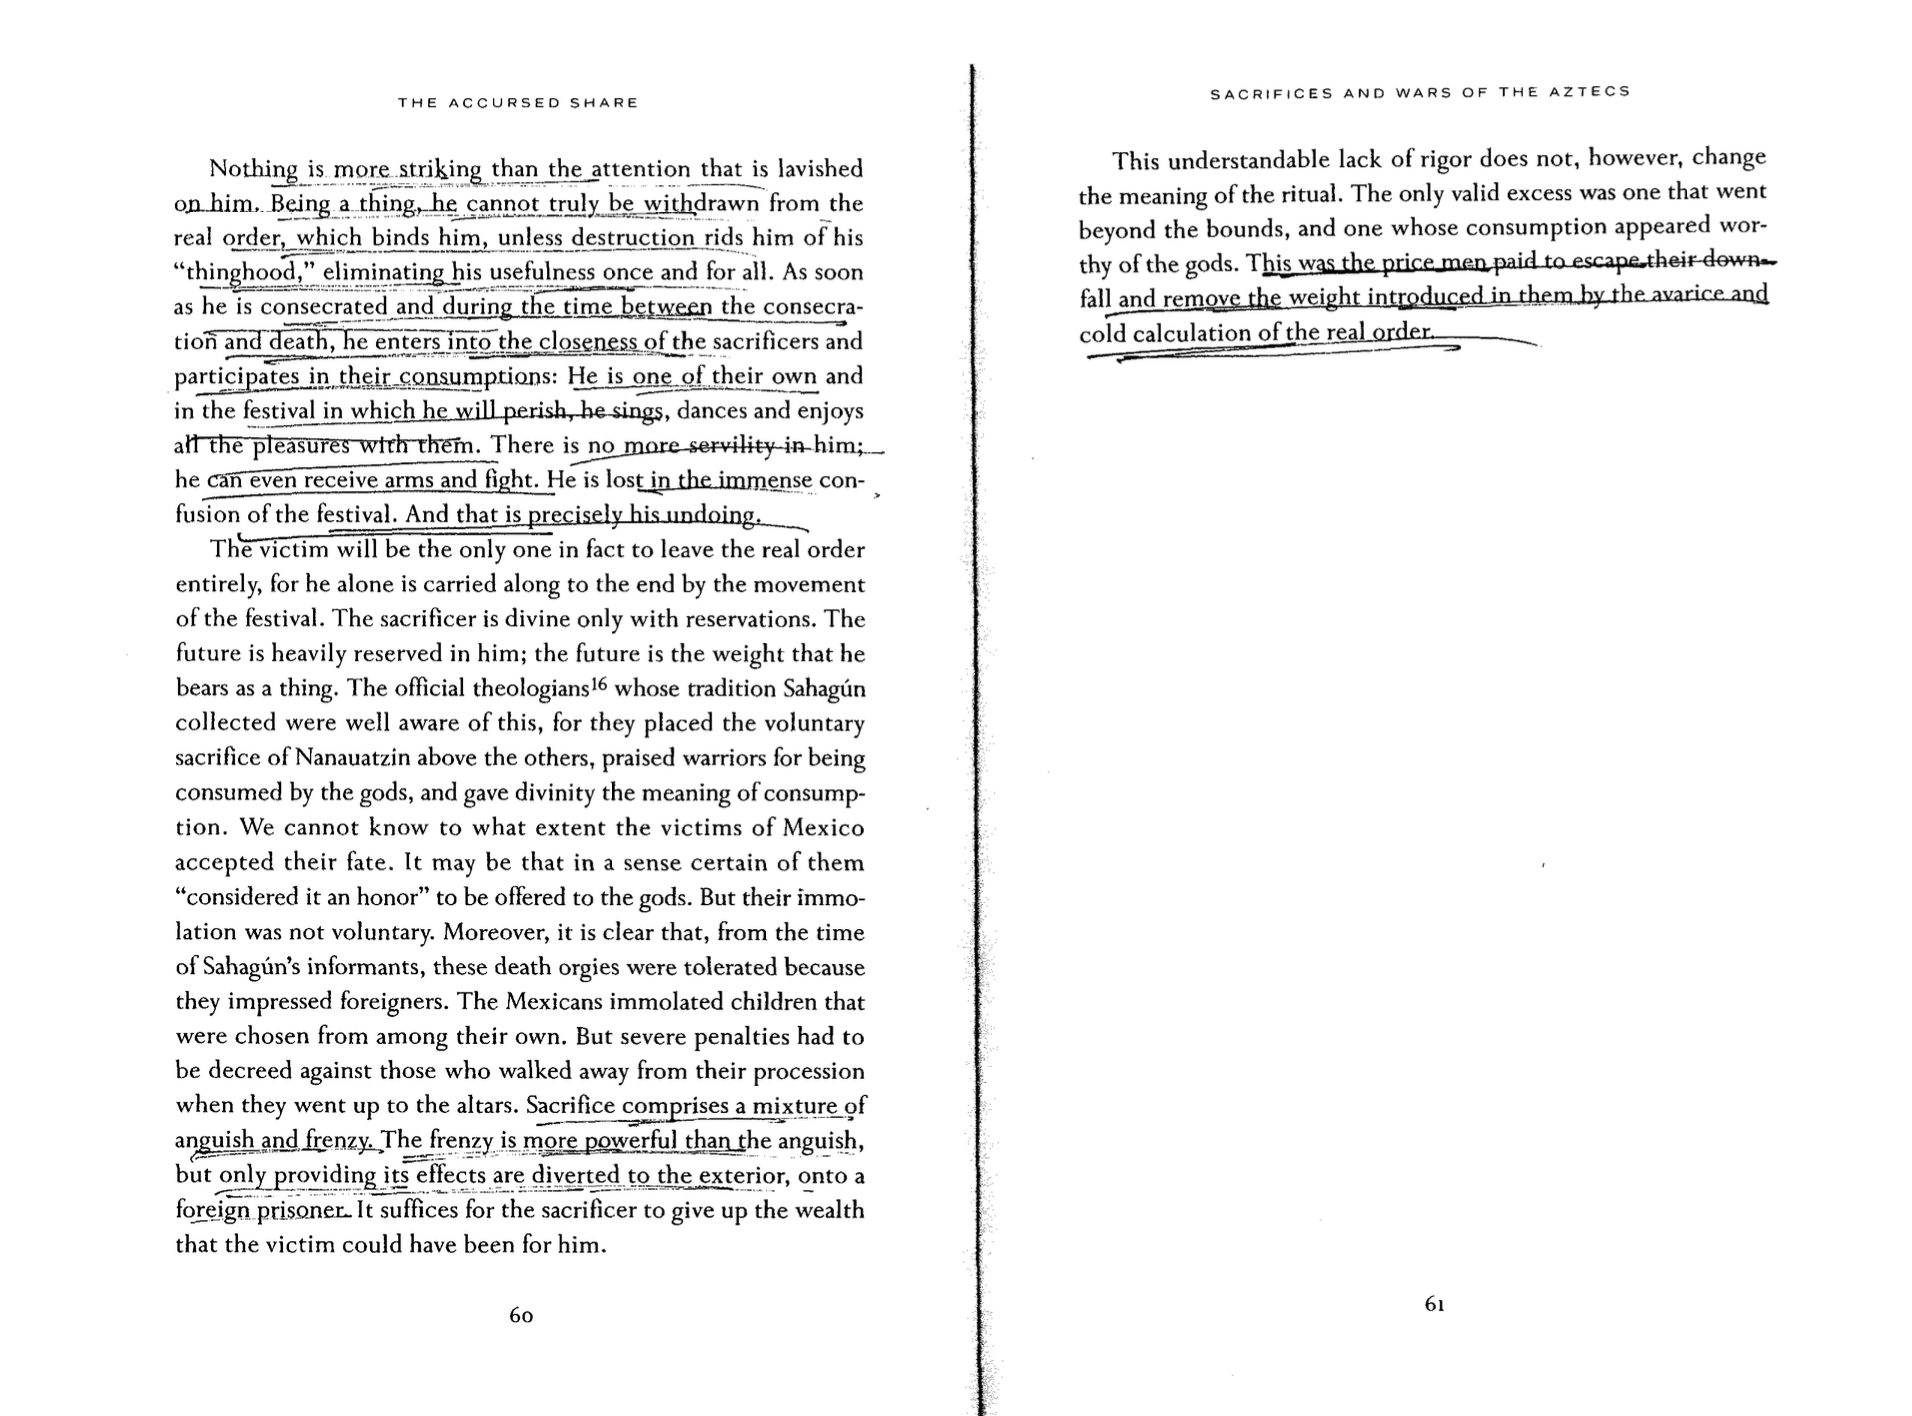 THE ACCURSED SHARE
Nothing is more striking than the attention that is lavished
on him. Being a thing, he cannot truly be withdrawn from the
real order, which binds him, unless destruction rids him of his
“thinghood,” eliminating his usefulness once and for all. As soon
as he is consecrated and during the time between the consecra-
tion and death, he enters into the closeness of the sacrificers and
participates in their consumptions: He is one of their own and
in the festival in which he will perish, he sings, dances and enjoys
all the pleasures with them. There is no more servility in him;
he can even receive arms and fight. He is lost in the immense con-
fusion of the festival. And that is precisely his undoing.
The victim will be the only one in fact to leave the real order
entirely, for he alone is carried along to the end by the movement
of the festival. The sacrificer is divine only with reservations. The
future is heavily reserved in him; the future is the weight that he
bears as a thing. The official theologians16 whose tradition Sahagún
collected were well aware of this, for they placed the voluntary
sacrifice of Nanauatzin above the others, praised warriors for being
consumed by the gods, and gave divinity the meaning of consump-
tion. We cannot know to what extent the victims of Mexico
accepted their fate. It may be that in a sense certain of them
“considered it an honor” to be offered to the gods. But their immo-
lation was not voluntary. Moreover, it is clear that, from the time
of Sahagún’s informants, these death orgies were tolerated because
they impressed foreigners. The Mexicans immolated children that
were chosen from among their own. But severe penalties had to
be decreed against those who walked away from their procession
when they went up to the altars. Sacrifice comprises a mixture of
anguish and frenzy. The frenzy is more powerful than the anguish,
but only providing its effects are diverted to the exterior, onto a
foreign prisoner. It suffices for the sacrificer to give up the wealth
that the victim could have been for him.
60
SACRIFICES AND WARS OF THE AZTECS
This understandable lack of rigor does not, however, change
the meaning of the ritual. The only valid excess was one that went
beyond the bounds, and one whose consumption appeared wor-
thy of the gods. This was the price men paid to escape their down-
fall and remove the weight introduced in them by the avarice and
cold calculation of the real order.
61